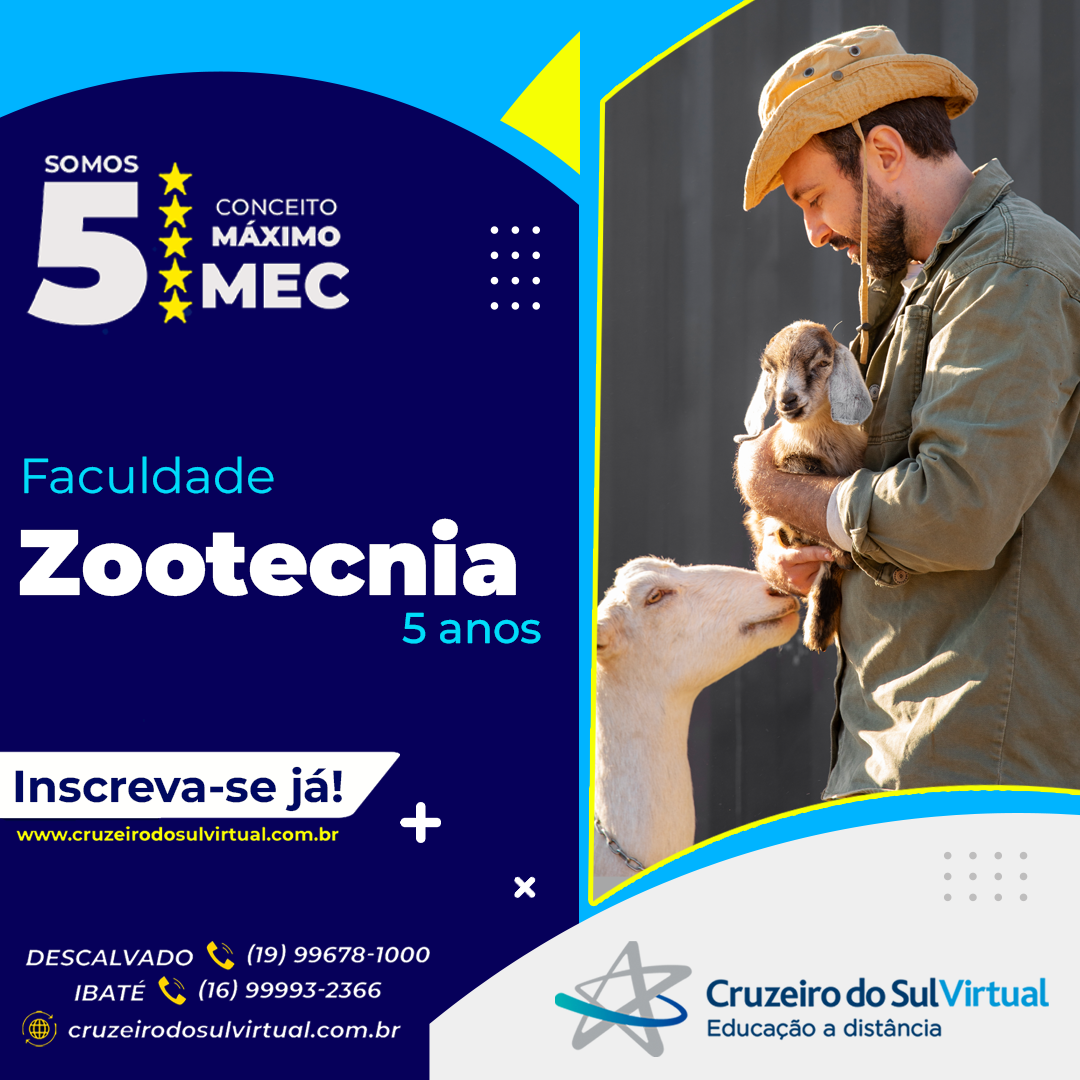 SOMOS
5
CONCEITO
MÁXIMO
MEC
Faculdade
Zootecnia
5 anos
Inscreva-se já!
www.cruzeirodosulvirtual.com.br
DESCALVADO (19) 99678-1000
IBATÉ (16) 99993-2366
cruzeirodosulvirtual.com.br
Cruzeiro do Sul Virtual
Educação a distância